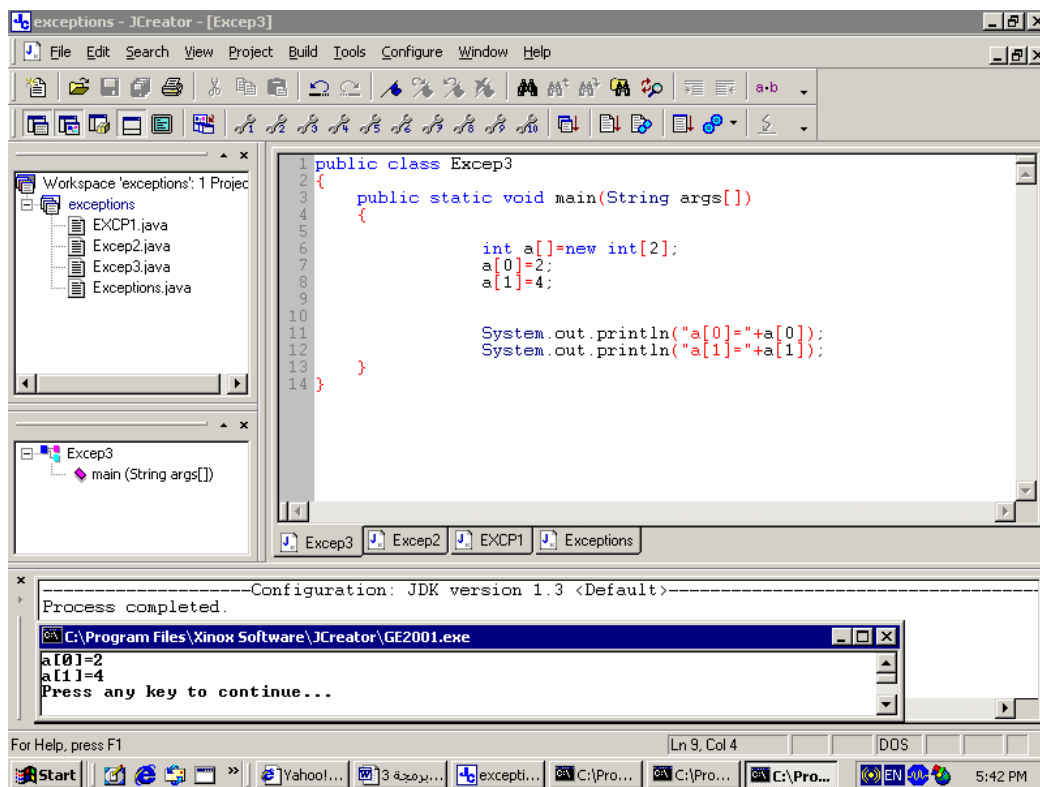 exceptions - JCreator - [Excep3]
File Edit Search View Project Build Tools Configure Window Help
a-b
Workspace 'exceptions': 1 Projec
exceptions
EXCP1.java
Excep2.java
Excep3.java
Exceptions.java
1 public class Excep3
2 {
3 public static void main(String args[])
4 {
5
6 int a[]=new int[2];
7 a[0]=2;
8 a[1]=4;
9
10
11 System.out.println("a[0]="+a[0]);
12 System.out.println("a[1]="+a[1]);
13 }
14 }
Excep3
main (String args[])
Excep3 Excep2 EXCP1 Exceptions
--------------------Configuration: JDK version 1.3 <Default>--------------------
Process completed.
C:\Program Files\Xinox Software\JCreator\GE2001.exe
a[0]=2
a[1]=4
Press any key to continue...
For Help, press F1 Ln 9, Col 4 DOS
Start » Yahoo!... برمجة 3... excepti... C:\Pro... C:\Pro... C:\Pro... EN 5:42 PM